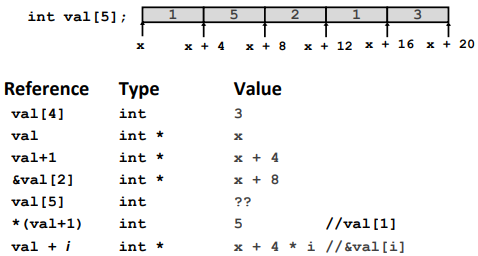 int val[5]; 1 5 2 1 3
x x + 4 x + 8 x + 12 x + 16 x + 20
Reference Type Value
val[4] int 3
val int * x
val+1 int * x + 4
&val[2] int * x + 8
val[5] int ??
*(val+1) int 5 //val[1]
val + i int * x + 4 * i //&val[i]